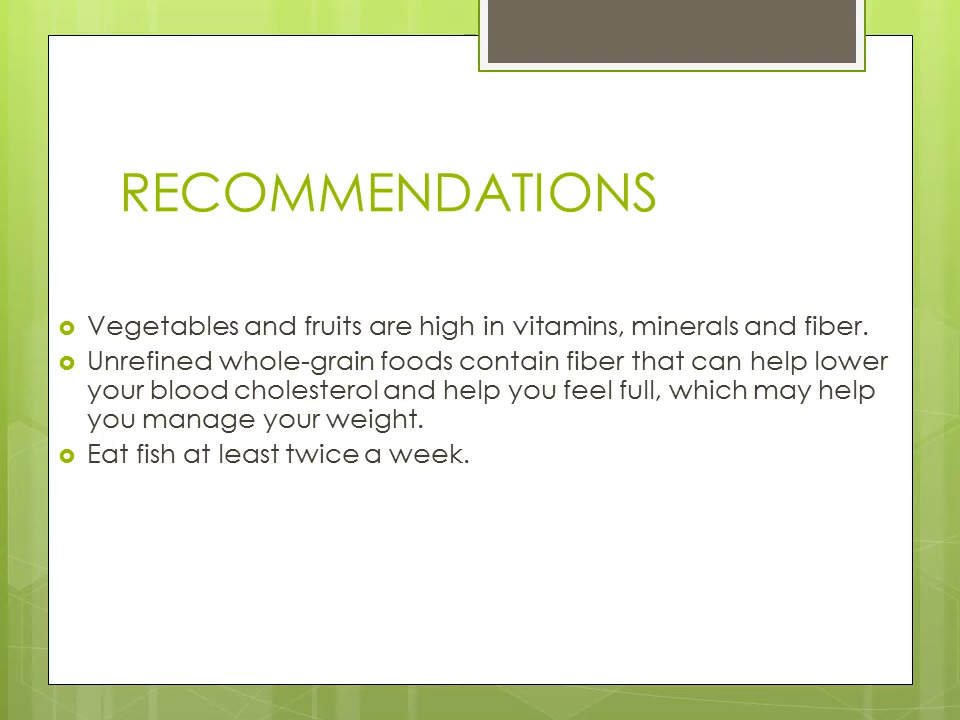 RECOMMENDATIONS
Vegetables and fruits are high in vitamins, minerals and fiber.
Unrefined whole-grain foods contain fiber that can help lower
your blood cholesterol and help you feel full, which may help
you manage your weight.
Eat fish at least twice a week.